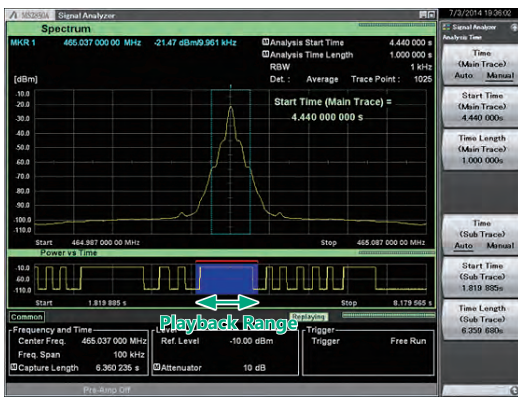 MS2850A Signal Analyzer
7/3/2014 19:36:02
Spectrum
MKR 1 465.037 000 00 MHz -21.47 dBm/9.961 kHz
Analysis Start Time 4.440 000 s
Analysis Time Length 1.000 000 s
RBW 1 kHz
[dBm]
Det. : Average Trace Point : 1025
-10.0
-20.0
-30.0
-40.0
-50.0
-60.0
-70.0
-80.0
-90.0
-100.0
-110.0
Start Time (Main Trace) =
4.440 000 000 s
Start 464.987 000 00 MHz
Stop 465.087 000 00 MHz
Power vs Time
-10.0
-60.0
-110.0
Start 1.819 885 s
Stop 8.179 565 s
Playback Range
Common
Replaying
Frequency and Time
Center Freq. 465.037 000 MHz
Freq. Span 100 kHz
Capture Length 6.360 236 s
Level
Ref. Level -10.00 dBm
Attenuator 10 dB
Trigger
Trigger Free Run
Pre-Amp Off
Signal Analyzer
Analysis Time
Time
(Main Trace)
Auto Manual
Start Time
(Main Trace)
4.440 000s
Time Length
(Main Trace)
1.000 000s
Time
(Sub Trace)
Auto Manual
Start Time
(Sub Trace)
1.819 885s
Time Length
(Sub Trace)
6.359 680s